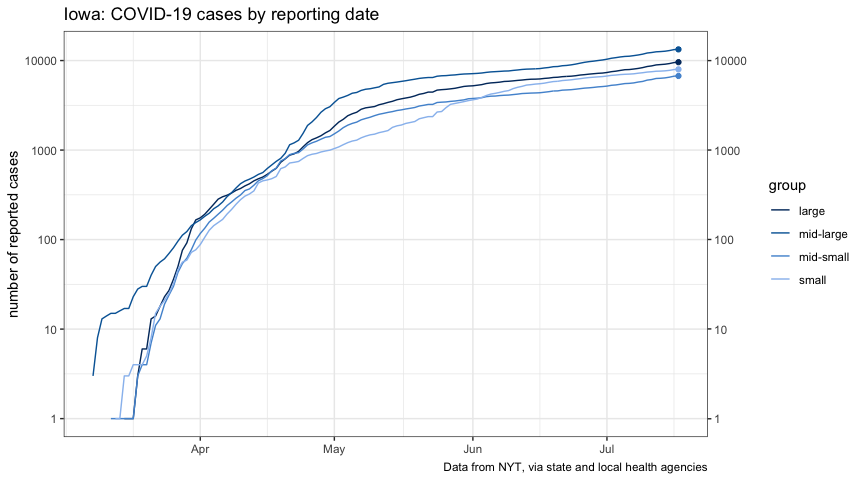 Iowa: COVID-19 cases by reporting date
number of reported cases
10000
1000
100
10
1
10000
1000
100
10
1
Apr
May
Jun
Jul
group
large
mid-large
mid-small
small
Data from NYT, via state and local health agencies